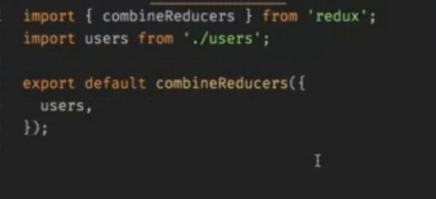 import { combineReducers } from 'redux';
import users from './users';
export default combineReducers({
users,
});